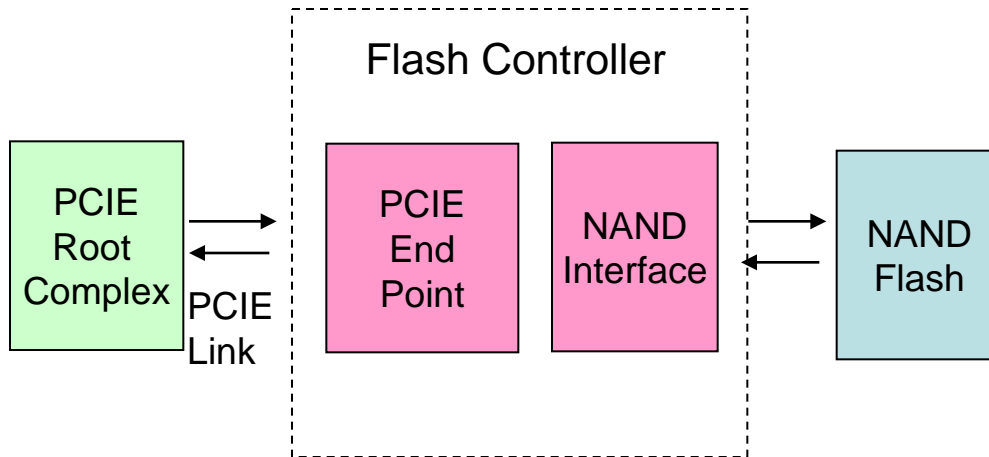 Flash Controller
PCIE
Root
Complex
PCIE
Link
PCIE
End
Point
NAND
Interface
NAND
Flash